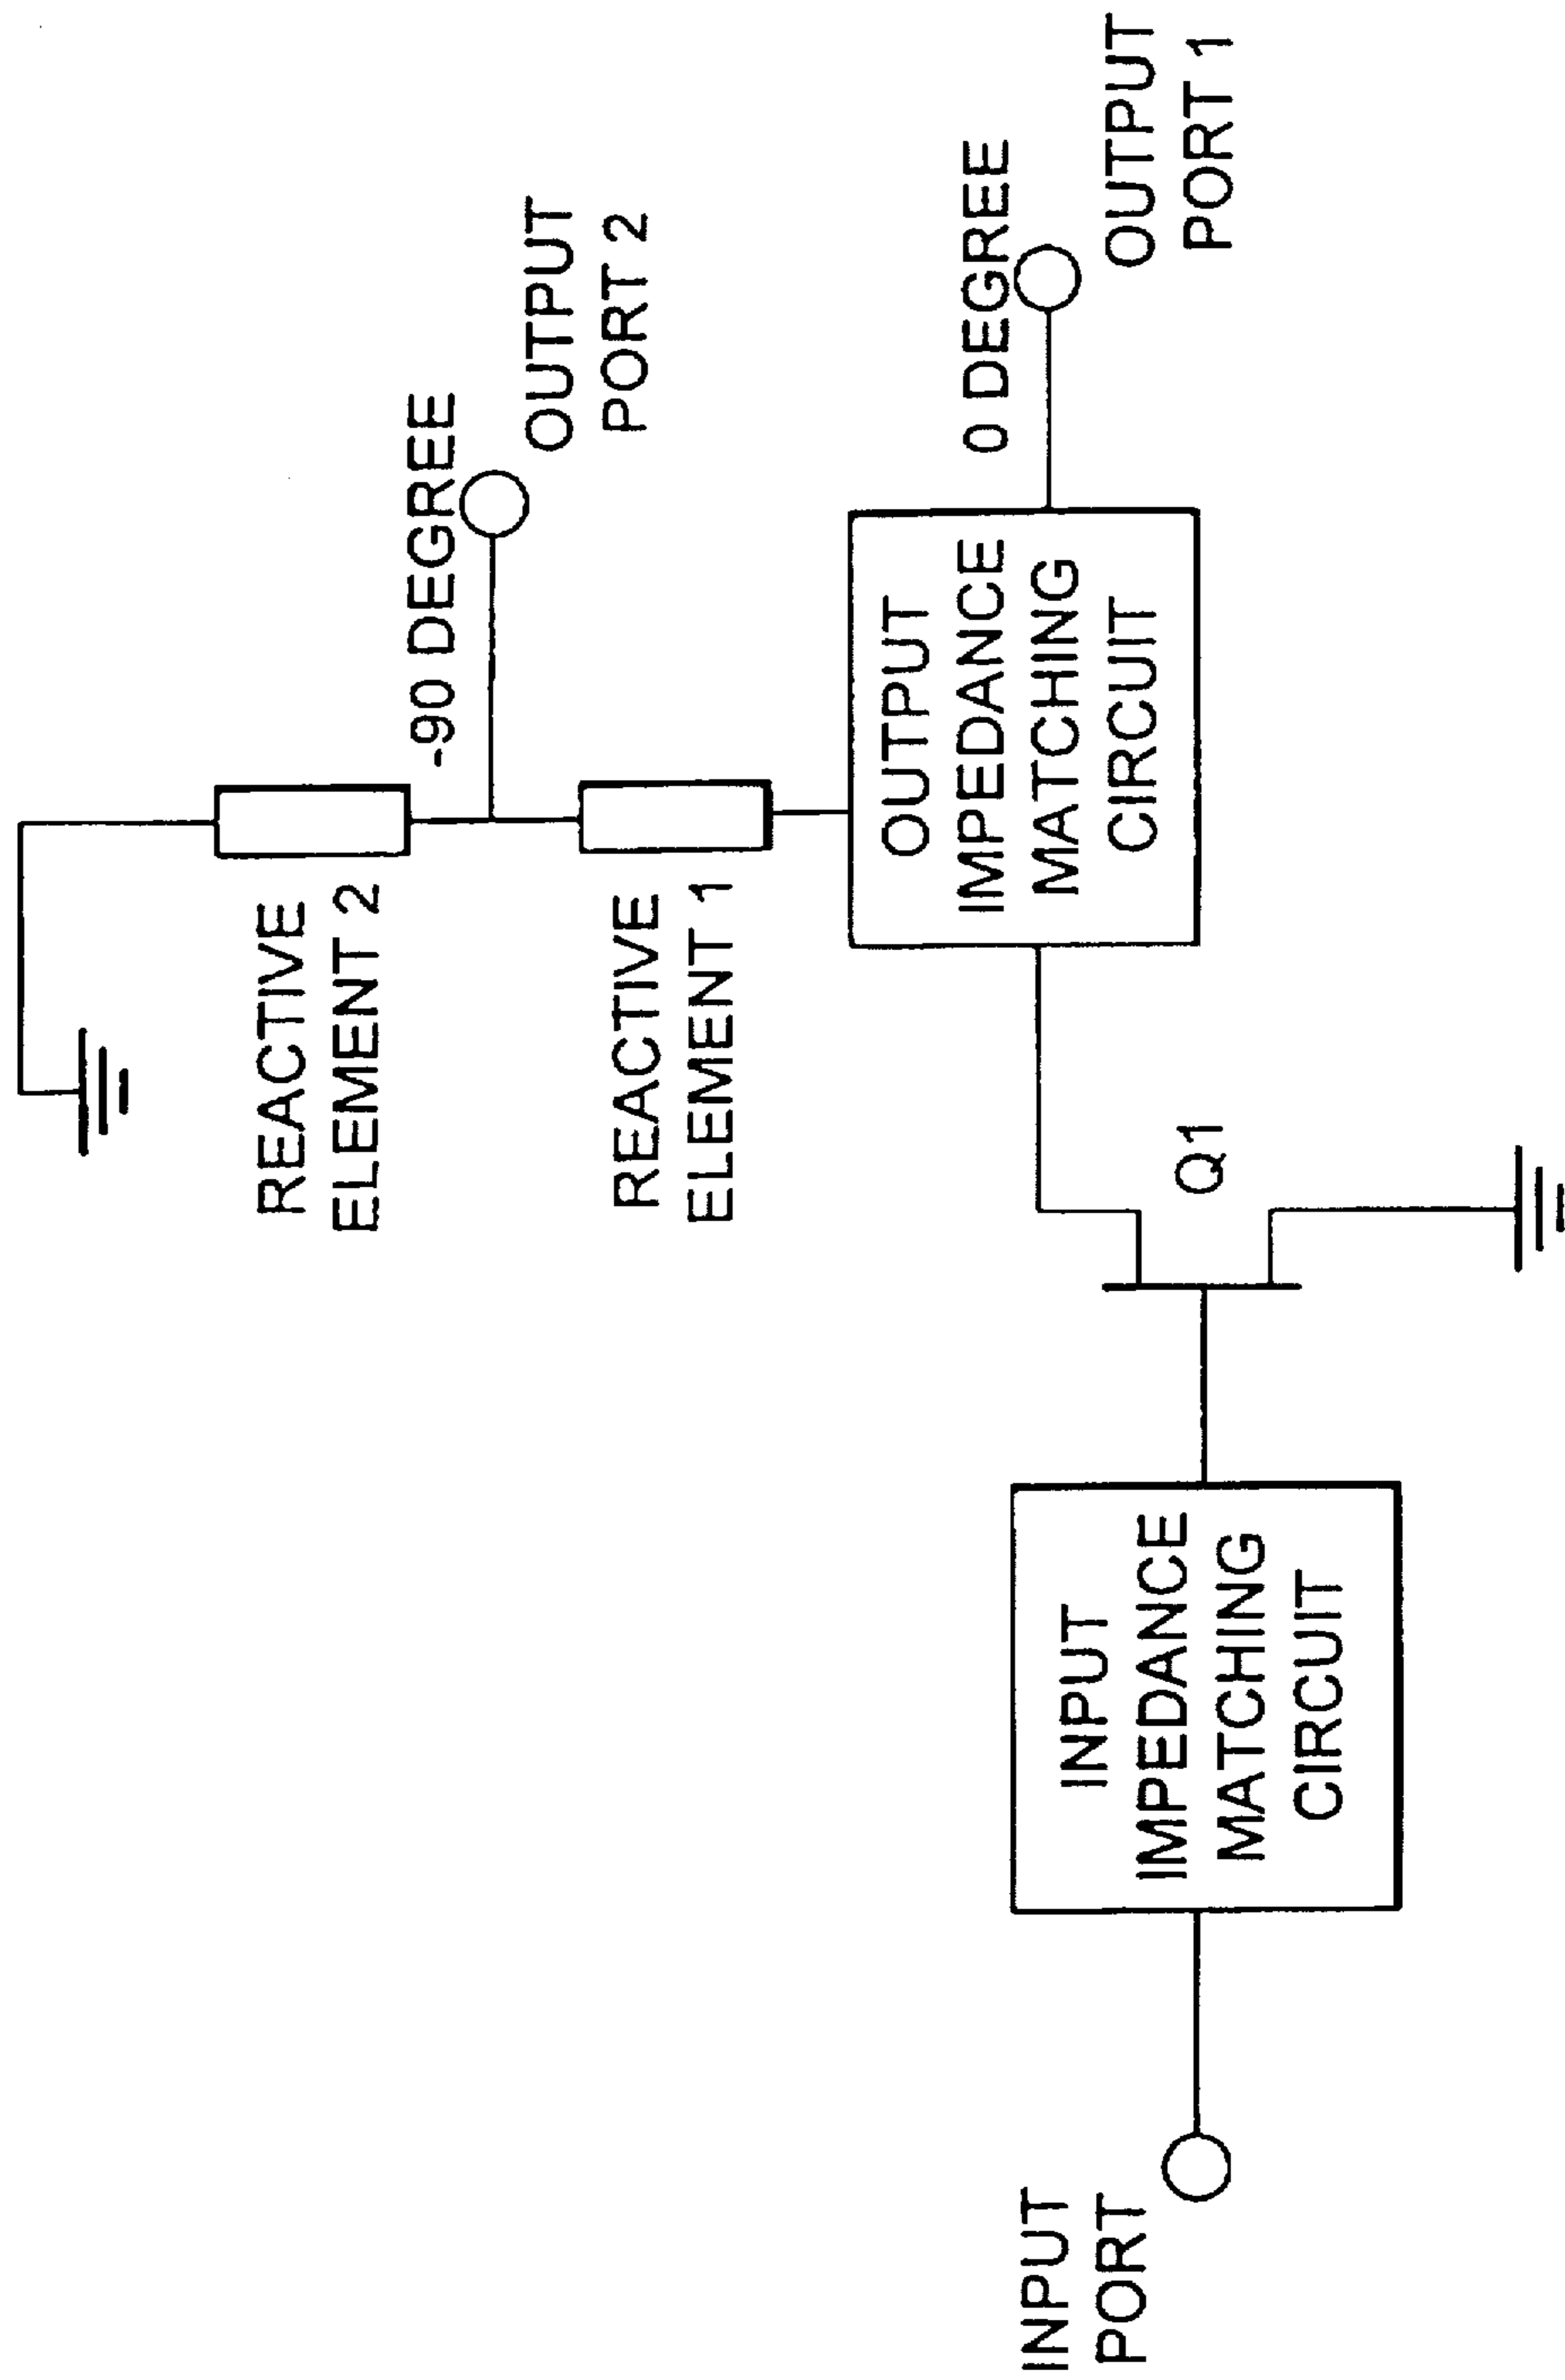 INPUT
PORT
INPUT
IMPEDANCE
MATCHING
CIRCUIT
Q1
REACTIVE
ELEMENT 2
REACTIVE
ELEMENT 1
OUTPUT
IMPEDANCE
MATCHING
CIRCUIT
-90 DEGREE
OUTPUT
PORT 2
0 DEGREE
OUTPUT
PORT 1